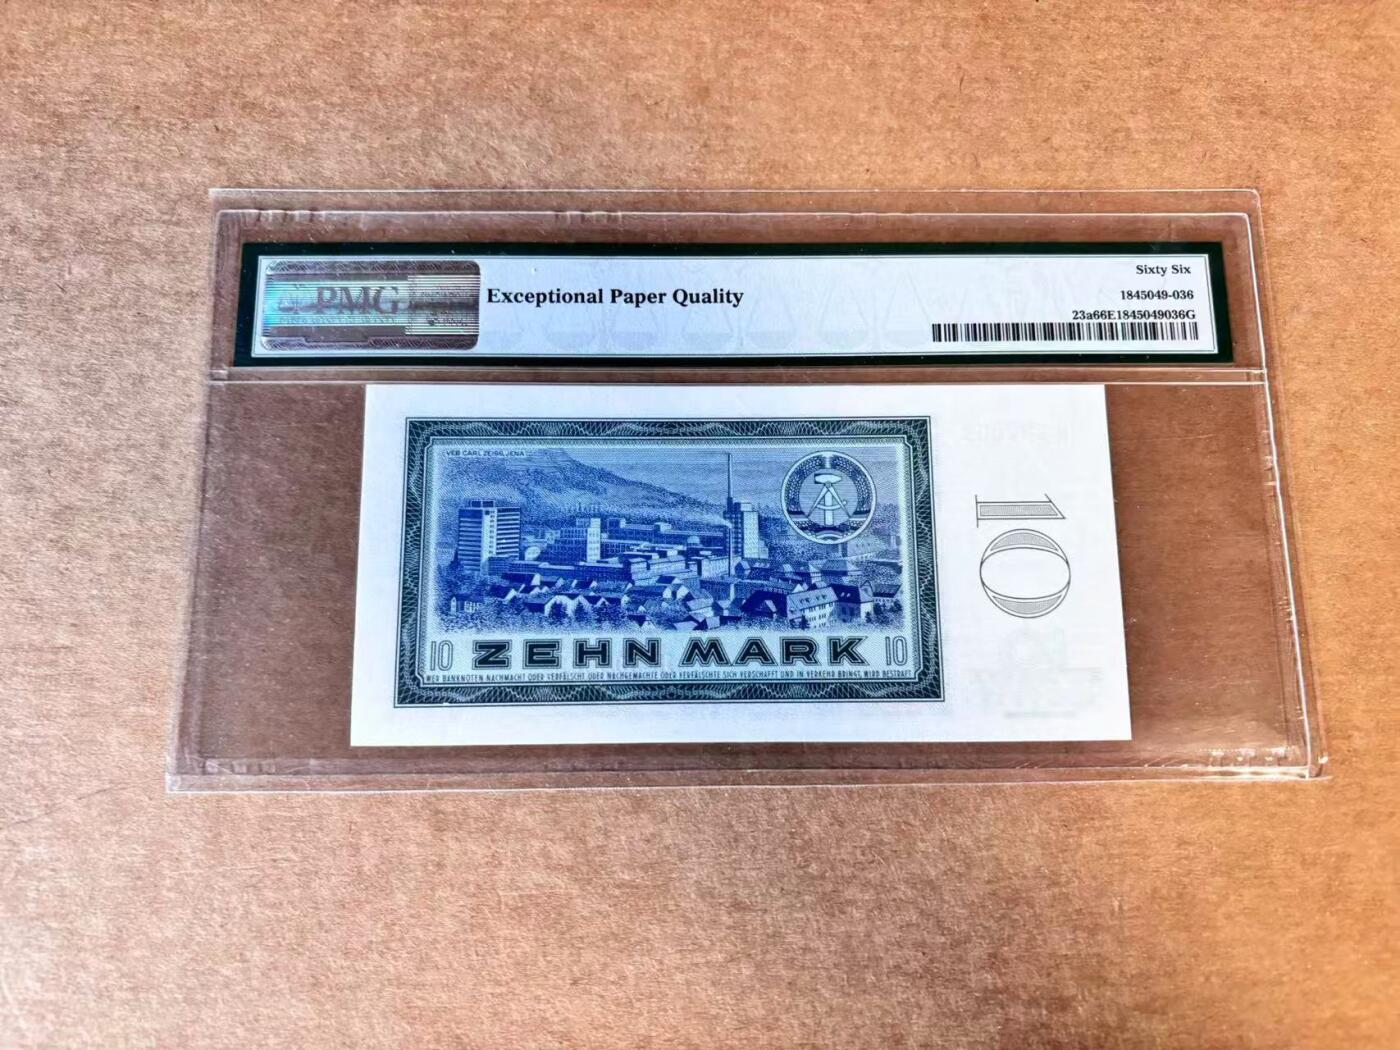 PMG
Exceptional Paper Quality
Sixty Six
1845049-036
23a66E1845049036G
VEB CARL ZEISS, JENA
10
10 ZEHN MARK 10
WER BANKNOTEN NACHMACHT ODER VERFÄLSCHT ODER NACHGEMACHTE ODER VERFÄLSCHTE SICH VERSCHAFFT UND IN VERKEHR BRINGT, WIRD BESTRAFT